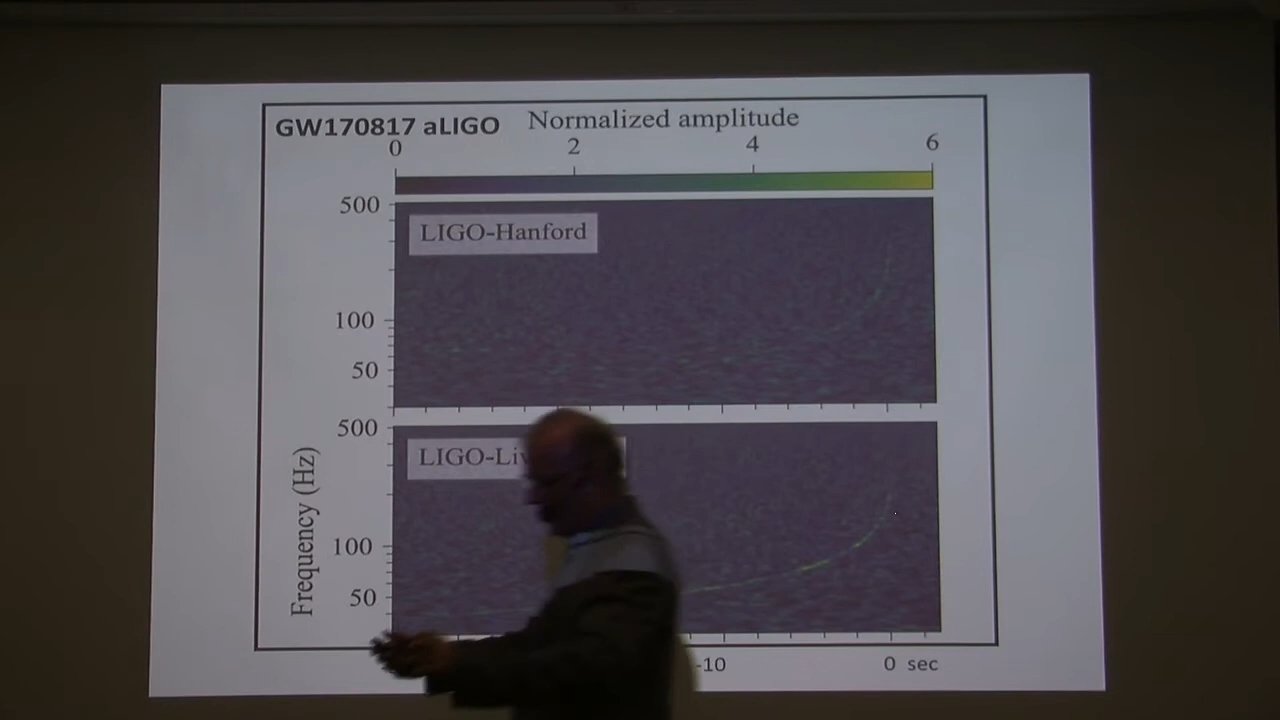 GW170817 aLIGO
Normalized amplitude
0 2 4 6
500
LIGO-Hanford
100
50
500
100
50
Frequency (Hz)
-10 0 sec